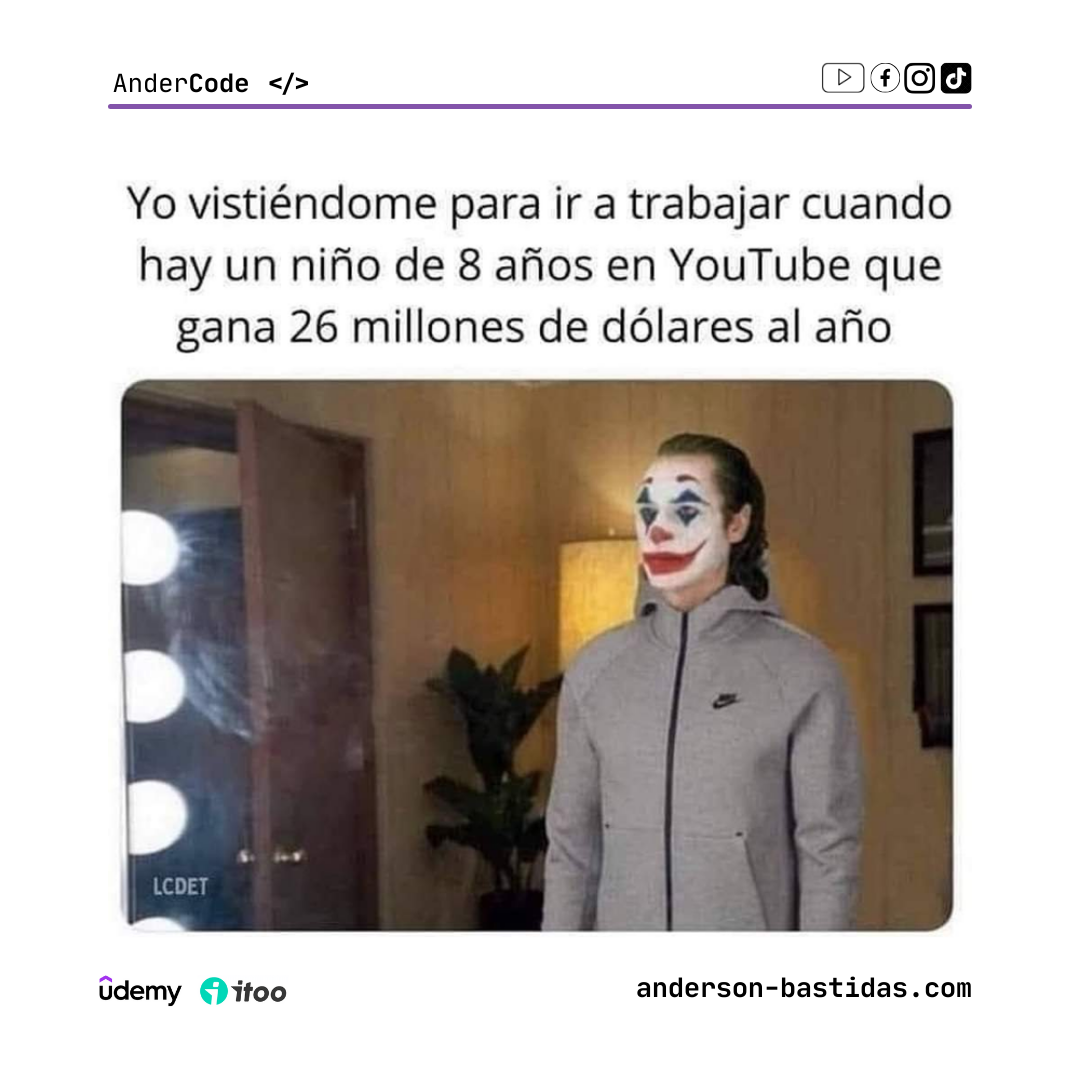 AnderCode </>
Yo vistiéndome para ir a trabajar cuando
hay un niño de 8 años en YouTube que
gana 26 millones de dólares al año
LCDET
ûdemy
itoo
anderson-bastidas.com